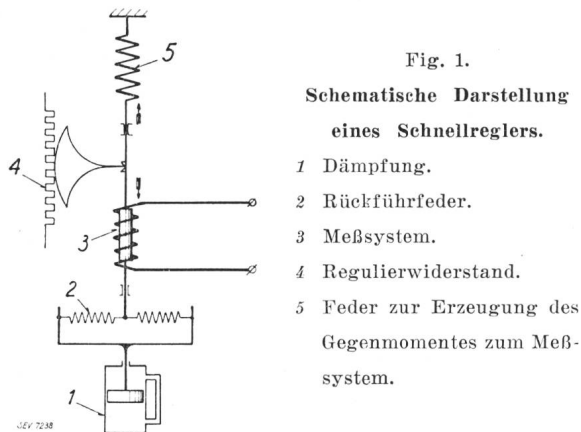 Fig. 1.
Schematische Darstellung
eines Schnellreglers.
1 Dämpfung.
2 Rückführfeder.
3 Meßsystem.
4 Regulierwiderstand.
5 Feder zur Erzeugung des
Gegenmomentes zum Meß-
system.
5
4
3
2
1
SEV 7238